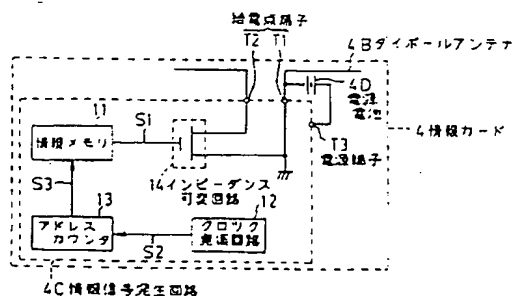 給電点端子
T2 T1
4Bダイポールアンテナ
4D
電源
電池
11
情報メモリ
S1
T3
電源端子
4情報カード
14インピーダンス
可変回路
S3
13
アドレス
カウンタ
S2
12
クロック
発振回路
4C情報信号発生回路